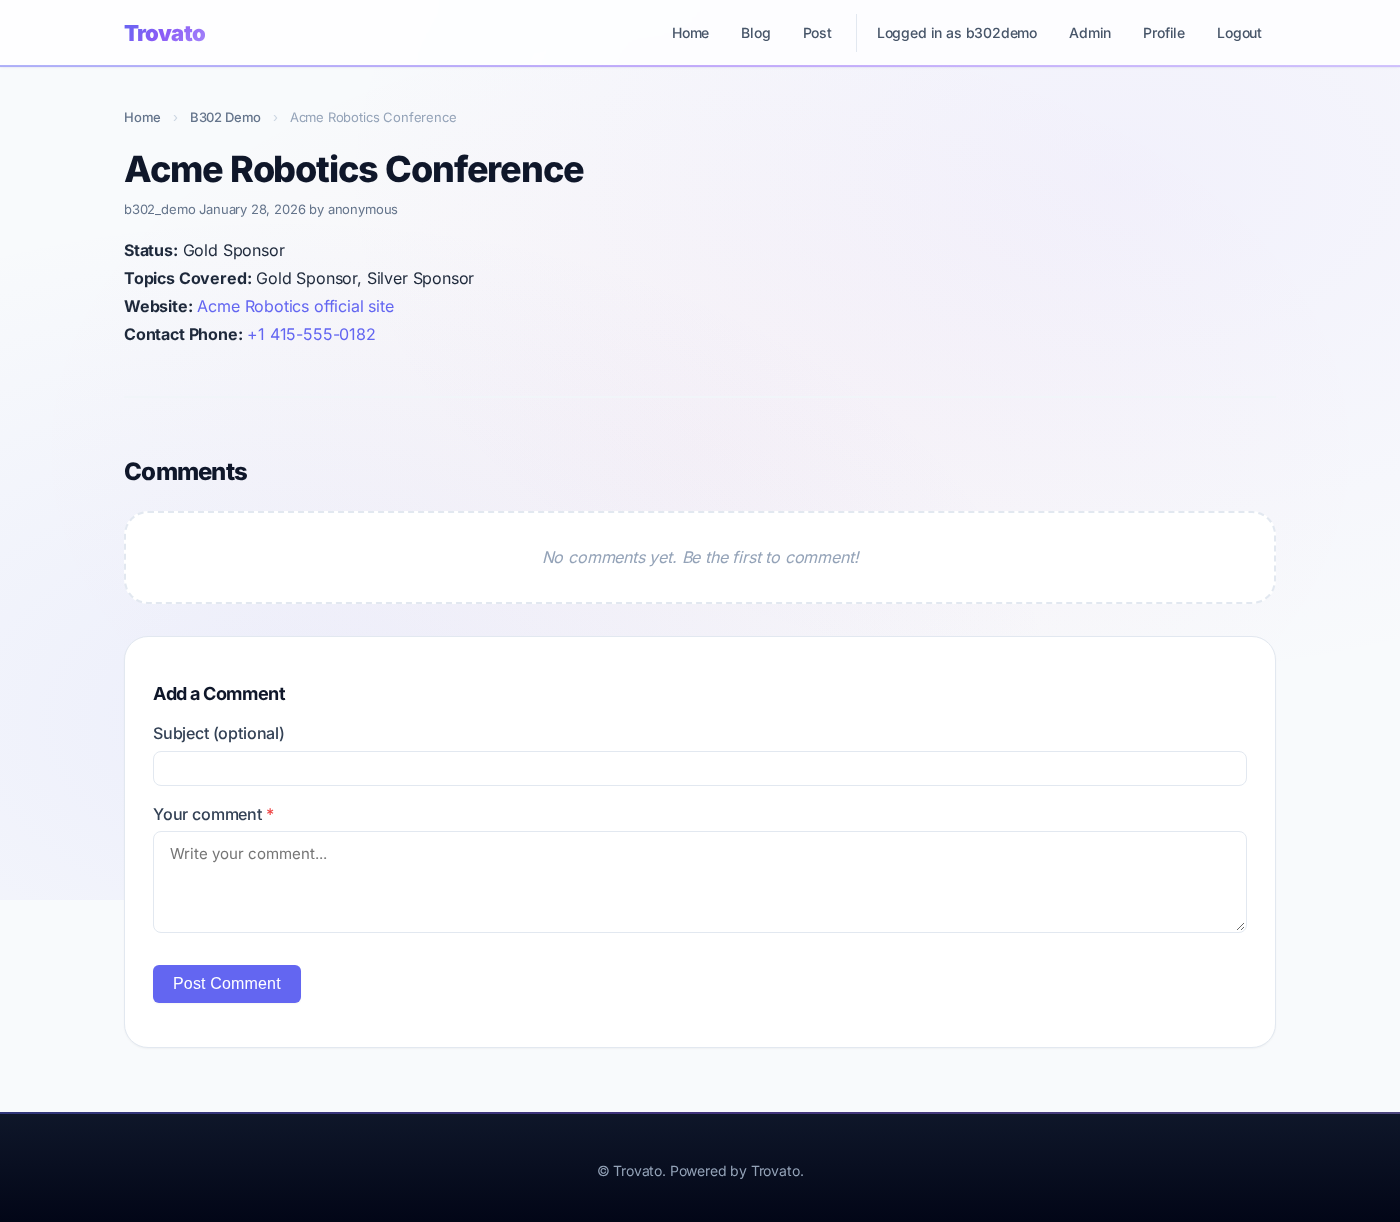 Trovato
Home Blog Post Logged in as b302demo Admin Profile Logout
Home › B302 Demo › Acme Robotics Conference
Acme Robotics Conference
b302_demo January 28, 2026 by anonymous
Status: Gold Sponsor
Topics Covered: Gold Sponsor, Silver Sponsor
Website: Acme Robotics official site
Contact Phone: +1 415-555-0182
Comments
No comments yet. Be the first to comment!
Add a Comment
Subject (optional)
Your comment *
Write your comment...
Post Comment
© Trovato. Powered by Trovato.